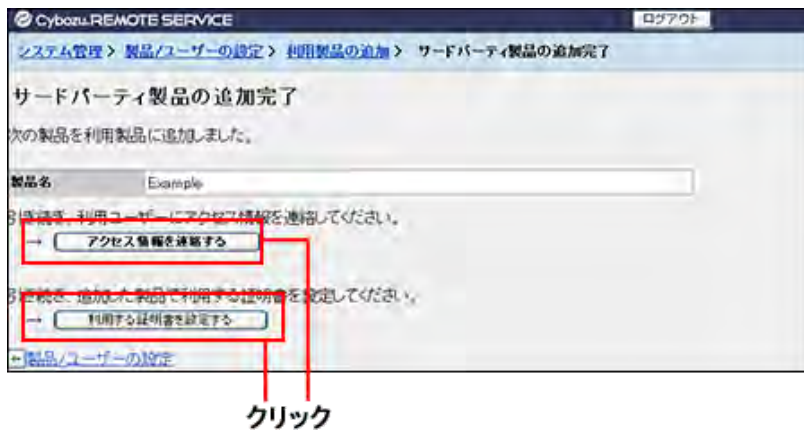 Cybozu.REMOTE SERVICE ログアウト
システム管理 > 製品/ユーザーの設定 > 利用製品の追加 > サードパーティ製品の追加完了
サードパーティ製品の追加完了
次の製品を利用製品に追加しました。
製品名 Example
引き続き、利用ユーザーにアクセス情報を連絡してください。
→ アクセス情報を連絡する
引き続き、追加した製品で利用する証明書を設定してください。
→ 利用する証明書を設定する
製品/ユーザーの設定
クリック